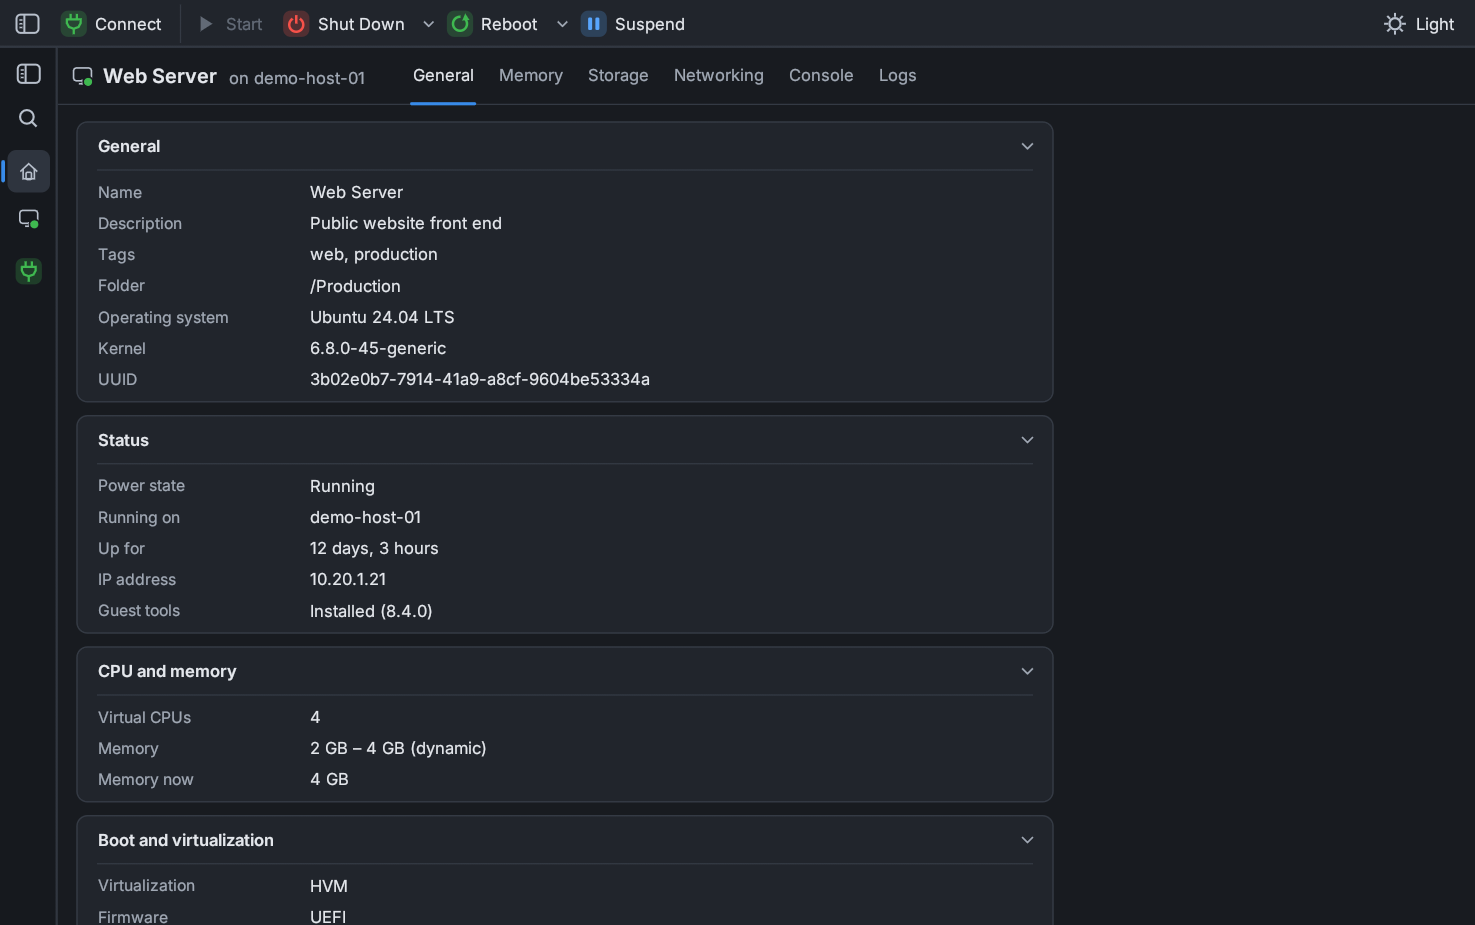 Connect
Start
Shut Down
Reboot
Suspend
Light
Web Server on demo-host-01
General
Memory
Storage
Networking
Console
Logs
General
Name Web Server
Description Public website front end
Tags web, production
Folder /Production
Operating system Ubuntu 24.04 LTS
Kernel 6.8.0-45-generic
UUID 3b02e0b7-7914-41a9-a8cf-9604be53334a
Status
Power state Running
Running on demo-host-01
Up for 12 days, 3 hours
IP address 10.20.1.21
Guest tools Installed (8.4.0)
CPU and memory
Virtual CPUs 4
Memory 2 GB – 4 GB (dynamic)
Memory now 4 GB
Boot and virtualization
Virtualization HVM
Firmware UEFI